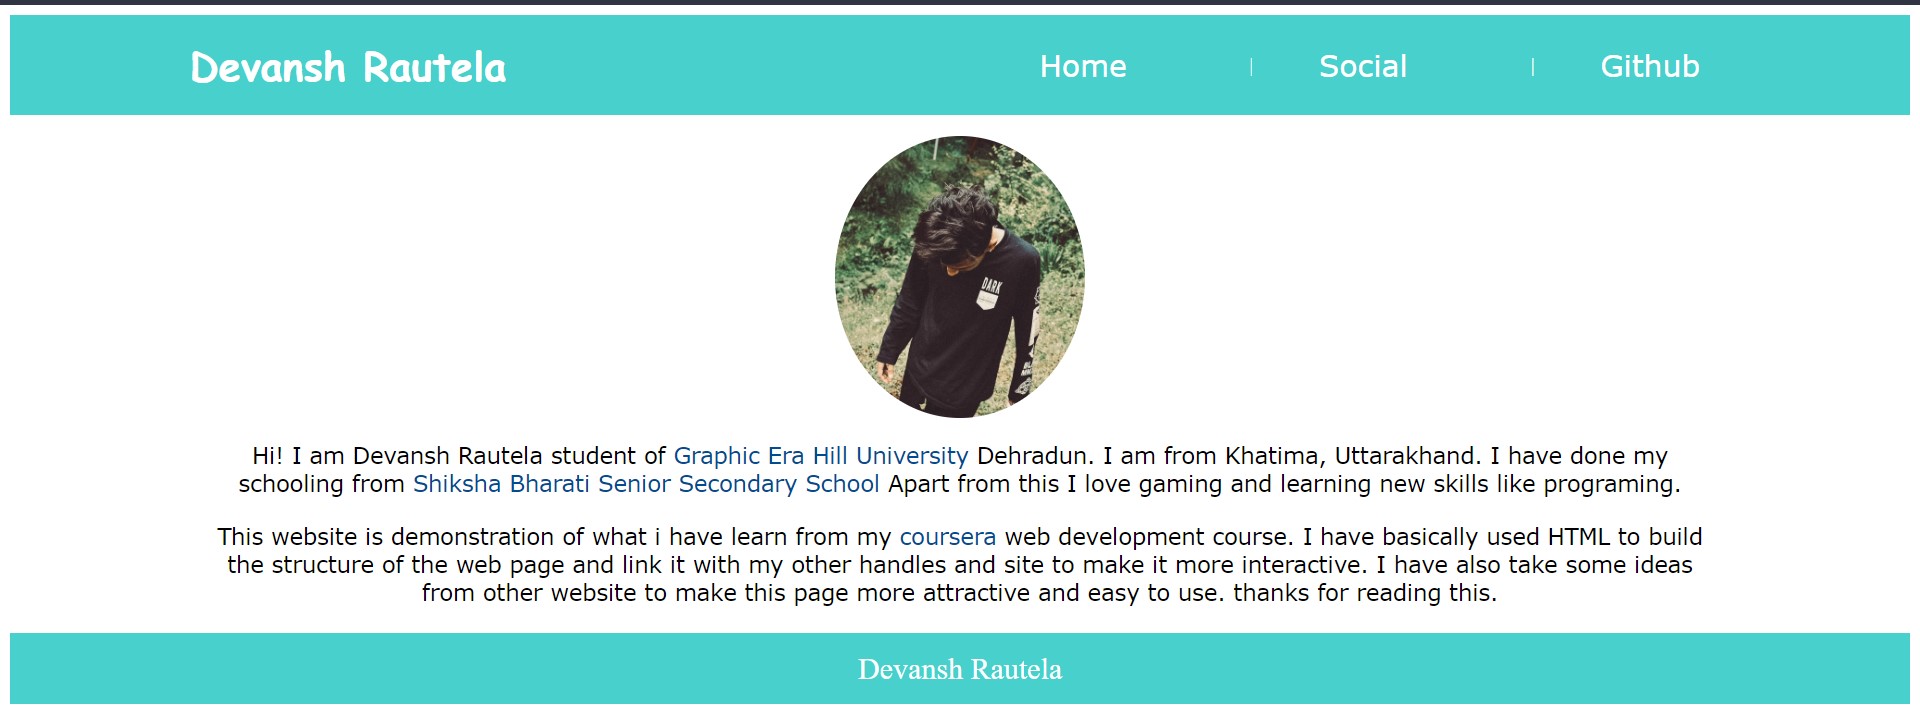 Devansh Rautela
Home | Social | Github
DARK
Hi! I am Devansh Rautela student of Graphic Era Hill University Dehradun. I am from Khatima, Uttarakhand. I have done my
schooling from Shiksha Bharati Senior Secondary School Apart from this I love gaming and learning new skills like programing.
This website is demonstration of what i have learn from my coursera web development course. I have basically used HTML to build
the structure of the web page and link it with my other handles and site to make it more interactive. I have also take some ideas
from other website to make this page more attractive and easy to use. thanks for reading this.
Devansh Rautela